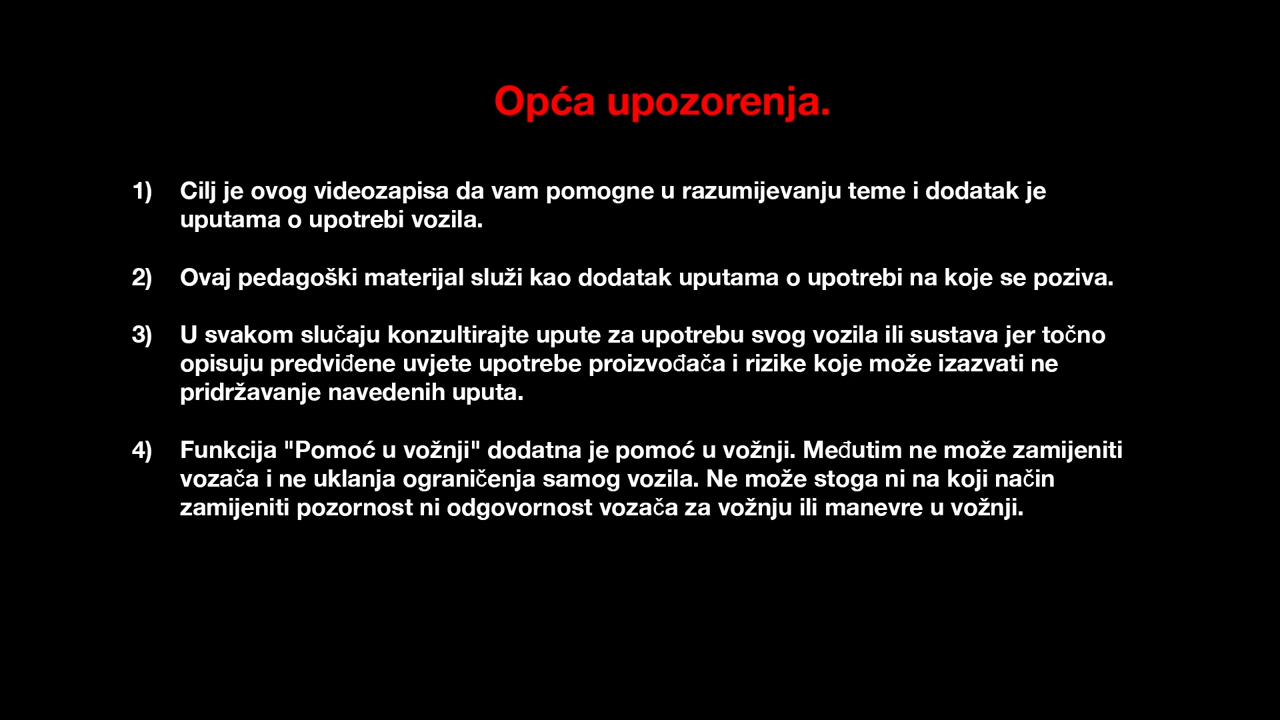 Opća upozorenja.
1) Cilj je ovog videozapisa da vam pomogne u razumijevanju teme i dodatak je
uputama o upotrebi vozila.
2) Ovaj pedagoški materijal služi kao dodatak uputama o upotrebi na koje se poziva.
3) U svakom slučaju konzultirajte upute za upotrebu svog vozila ili sustava jer točno
opisuju predviđene uvjete upotrebe proizvođača i rizike koje može izazvati ne
pridržavanje navedenih uputa.
4) Funkcija "Pomoć u vožnji" dodatna je pomoć u vožnji. Međutim ne može zamijeniti
vozača i ne uklanja ograničenja samog vozila. Ne može stoga ni na koji način
zamijeniti pozornost ni odgovornost vozača za vožnju ili manevre u vožnji.